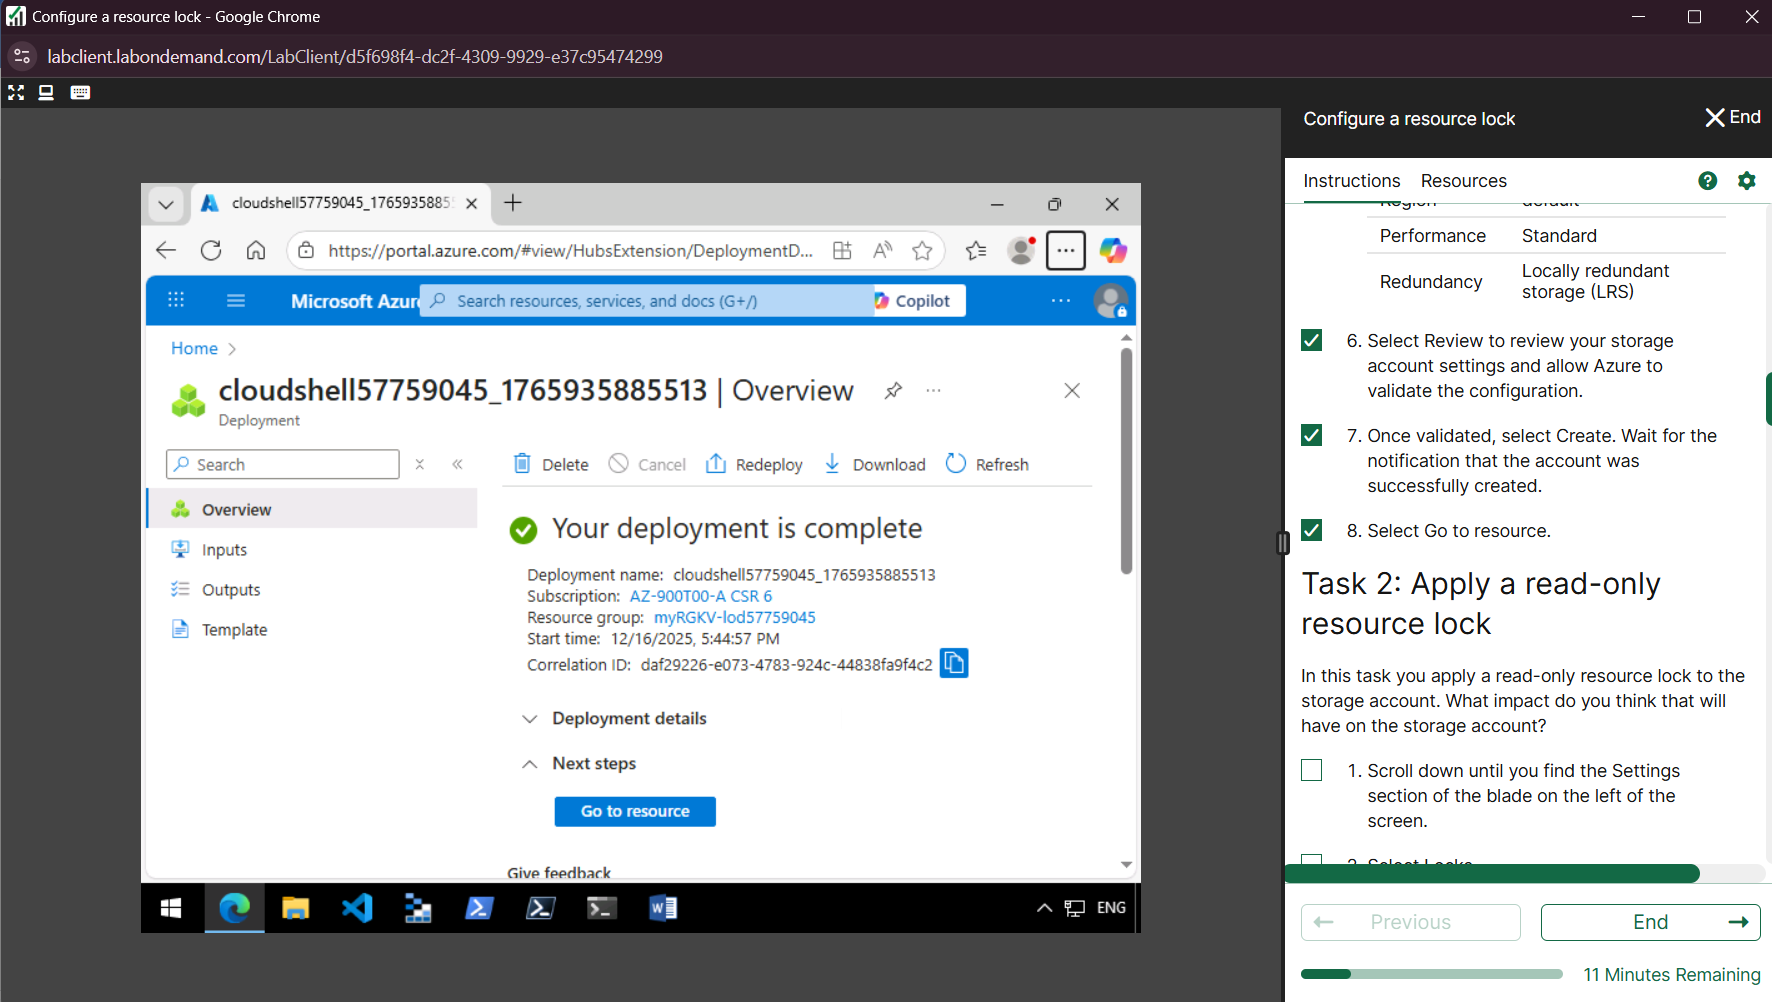 Configure a resource lock - Google Chrome
labclient.labondemand.com/LabClient/d5f698f4-dc2f-4309-9929-e37c95474299
Configure a resource lock
End
Instructions
Resources
cloudshell57759045_1765935885
https://portal.azure.com/#view/HubsExtension/DeploymentD...
Microsoft Azur
Search resources, services, and docs (G+/)
Copilot
Home
cloudshell57759045_1765935885513 | Overview
Deployment
Search
Overview
Inputs
Outputs
Template
Delete
Cancel
Redeploy
Download
Refresh
Your deployment is complete
Deployment name: cloudshell57759045_1765935885513
Subscription: AZ-900T00-A CSR 6
Resource group: myRGKV-lod57759045
Start time: 12/16/2025, 5:44:57 PM
Correlation ID: daf29226-e073-4783-924c-44838fa9f4c2
Deployment details
Next steps
Go to resource
Give feedback
ENG
Region default
Performance Standard
Redundancy Locally redundant
storage (LRS)
6. Select Review to review your storage
account settings and allow Azure to
validate the configuration.
7. Once validated, select Create. Wait for the
notification that the account was
successfully created.
8. Select Go to resource.
Task 2: Apply a read-only
resource lock
In this task you apply a read-only resource lock to the
storage account. What impact do you think that will
have on the storage account?
1. Scroll down until you find the Settings
section of the blade on the left of the
screen.
2. Select Locks
Previous
End
11 Minutes Remaining